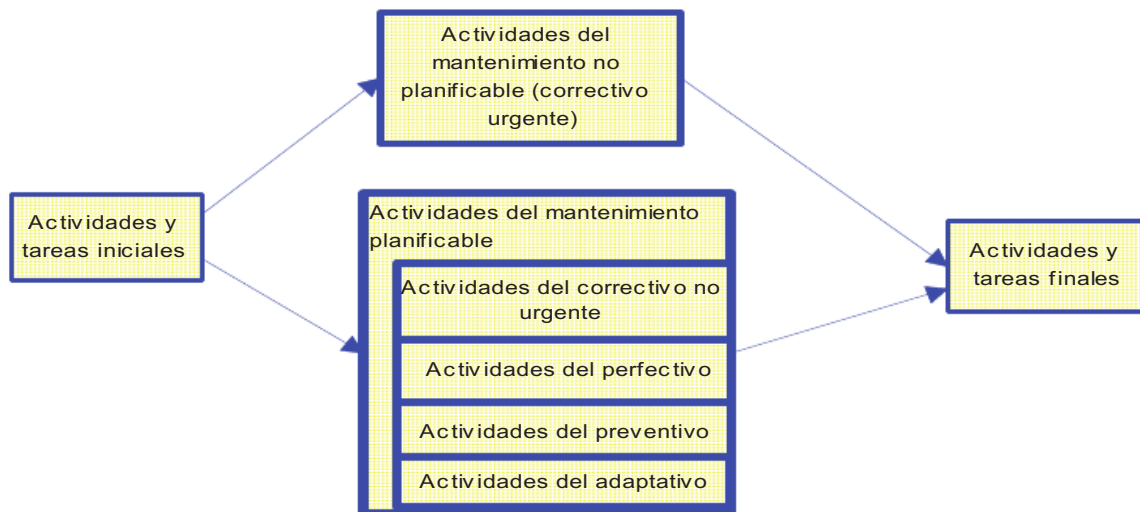 Actividades del
mantenimiento no
planificable (correctivo
urgente)
Actividades y
tareas iniciales
Actividades del mantenimiento
planificable
Actividades del correctivo no
urgente
Actividades del perfectivo
Actividades del preventivo
Actividades del adaptativo
Actividades y
tareas finales